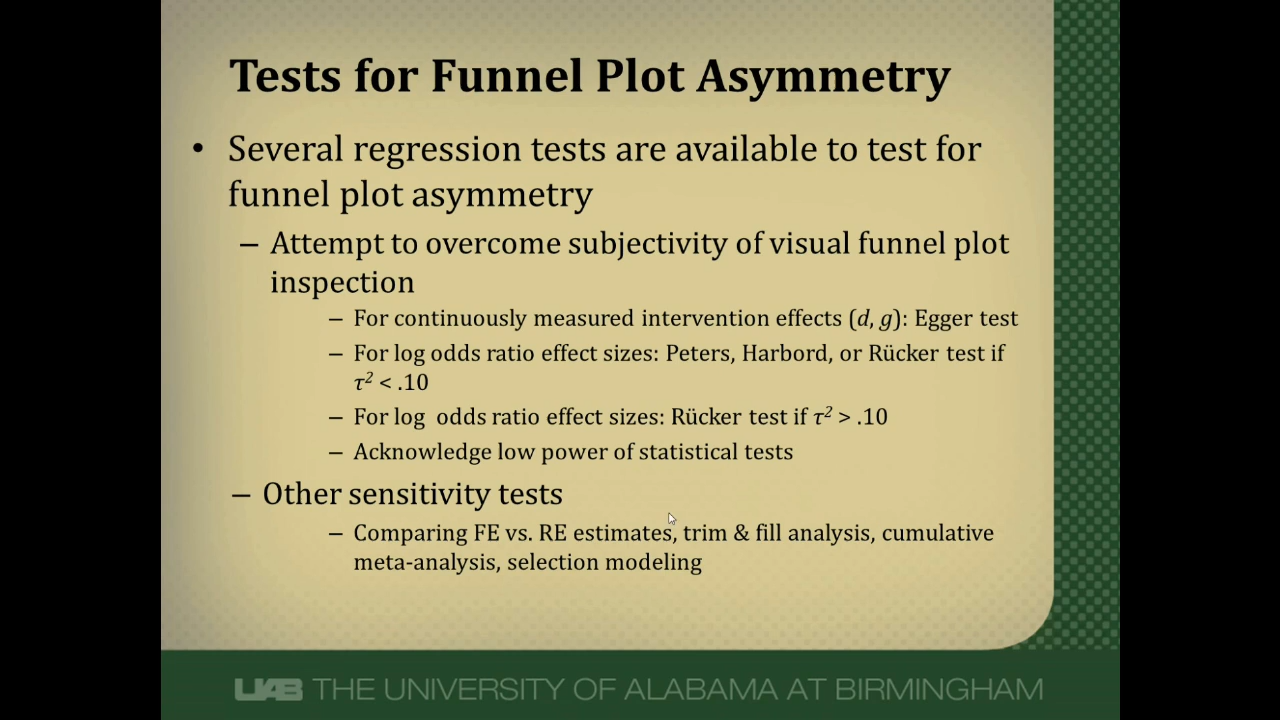 Tests for Funnel Plot Asymmetry
• Several regression tests are available to test for
funnel plot asymmetry
– Attempt to overcome subjectivity of visual funnel plot
inspection
– For continuously measured intervention effects (d, g): Egger test
– For log odds ratio effect sizes: Peters, Harbord, or Rücker test if
τ² < .10
– For log odds ratio effect sizes: Rücker test if τ² > .10
– Acknowledge low power of statistical tests
– Other sensitivity tests
– Comparing FE vs. RE estimates, trim & fill analysis, cumulative
meta-analysis, selection modeling
UAB THE UNIVERSITY OF ALABAMA AT BIRMINGHAM